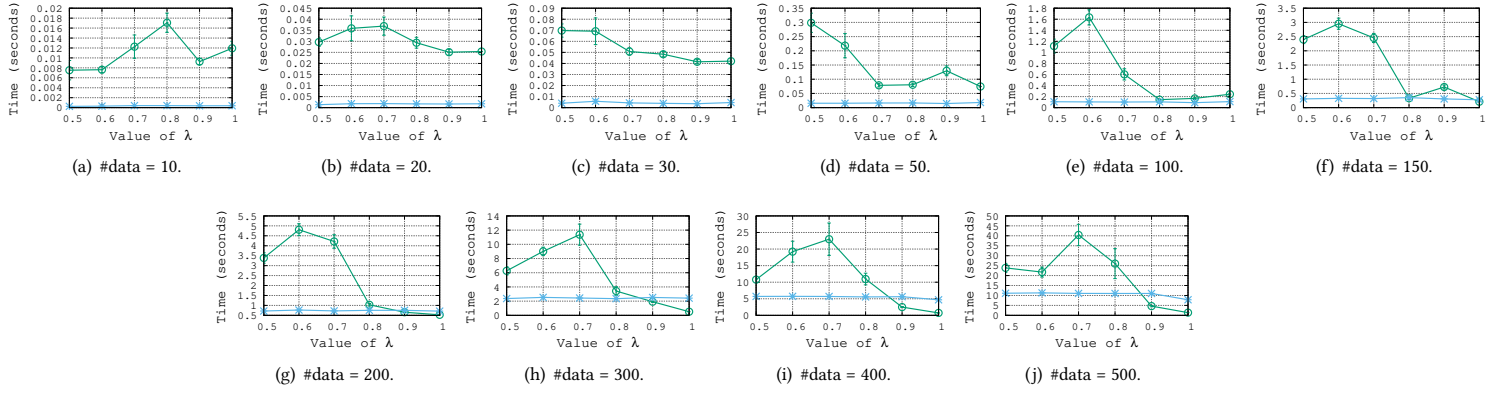 Time (seconds)
0.02
0.018
0.016
0.014
0.012
0.01
0.008
0.006
0.004
0.002
0
0.5 0.6 0.7 0.8 0.9 1
Value of λ
(a) #data = 10.
Time (seconds)
0.05
0.045
0.04
0.035
0.03
0.025
0.02
0.015
0.01
0.005
0.5 0.6 0.7 0.8 0.9 1
Value of λ
(b) #data = 20.
Time (seconds)
0.09
0.08
0.07
0.06
0.05
0.04
0.03
0.02
0.01
0.5 0.6 0.7 0.8 0.9 1
Value of λ
(c) #data = 30.
Time (seconds)
0.35
0.3
0.25
0.2
0.15
0.1
0.05
0
0.5 0.6 0.7 0.8 0.9 1
Value of λ
(d) #data = 50.
Time (seconds)
1.8
1.6
1.4
1.2
1
0.8
0.6
0.4
0.2
0
0.5 0.6 0.7 0.8 0.9 1
Value of λ
(e) #data = 100.
Time (seconds)
3.5
3
2.5
2
1.5
1
0.5
0
0.5 0.6 0.7 0.8 0.9 1
Value of λ
(f) #data = 150.
Time (seconds)
5.5
5
4.5
4
3.5
3
2.5
2
1.5
1
0.5
0.5 0.6 0.7 0.8 0.9 1
Value of λ
(g) #data = 200.
Time (seconds)
14
12
10
8
6
4
2
0
0.5 0.6 0.7 0.8 0.9 1
Value of λ
(h) #data = 300.
Time (seconds)
30
25
20
15
10
5
0
0.5 0.6 0.7 0.8 0.9 1
Value of λ
(i) #data = 400.
Time (seconds)
50
45
40
35
30
25
20
15
10
5
0
0.5 0.6 0.7 0.8 0.9 1
Value of λ
(j) #data = 500.